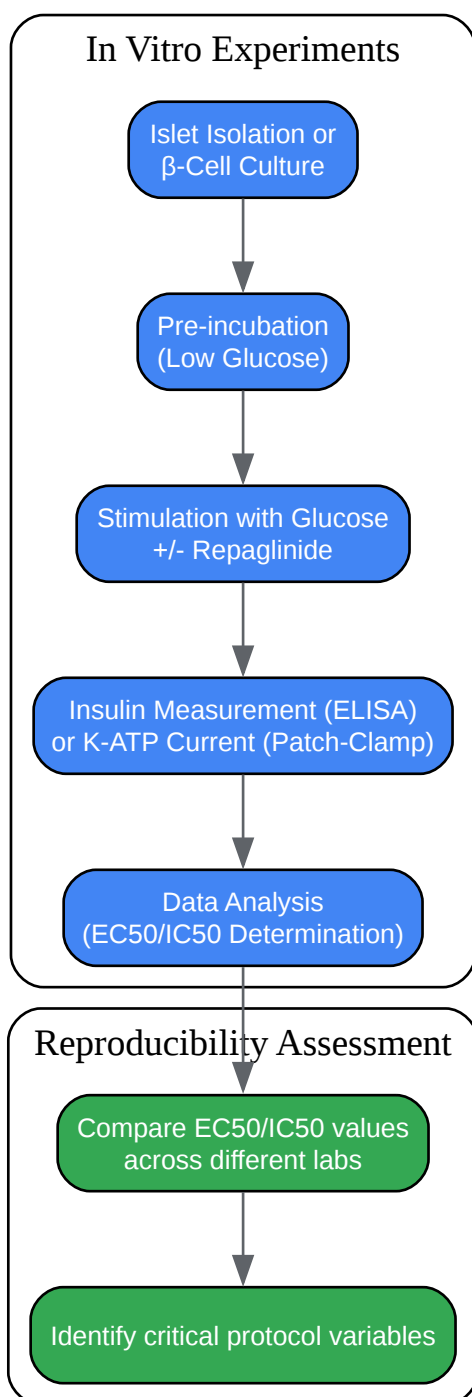 In Vitro Experiments
Islet Isolation or
β-Cell Culture
Pre-incubation
(Low Glucose)
Stimulation with Glucose
+/- Repaglinide
Insulin Measurement (ELISA)
or K-ATP Current (Patch-Clamp)
Data Analysis
(EC50/IC50 Determination)
Reproducibility Assessment
Compare EC50/IC50 values
across different labs
Identify critical protocol variables